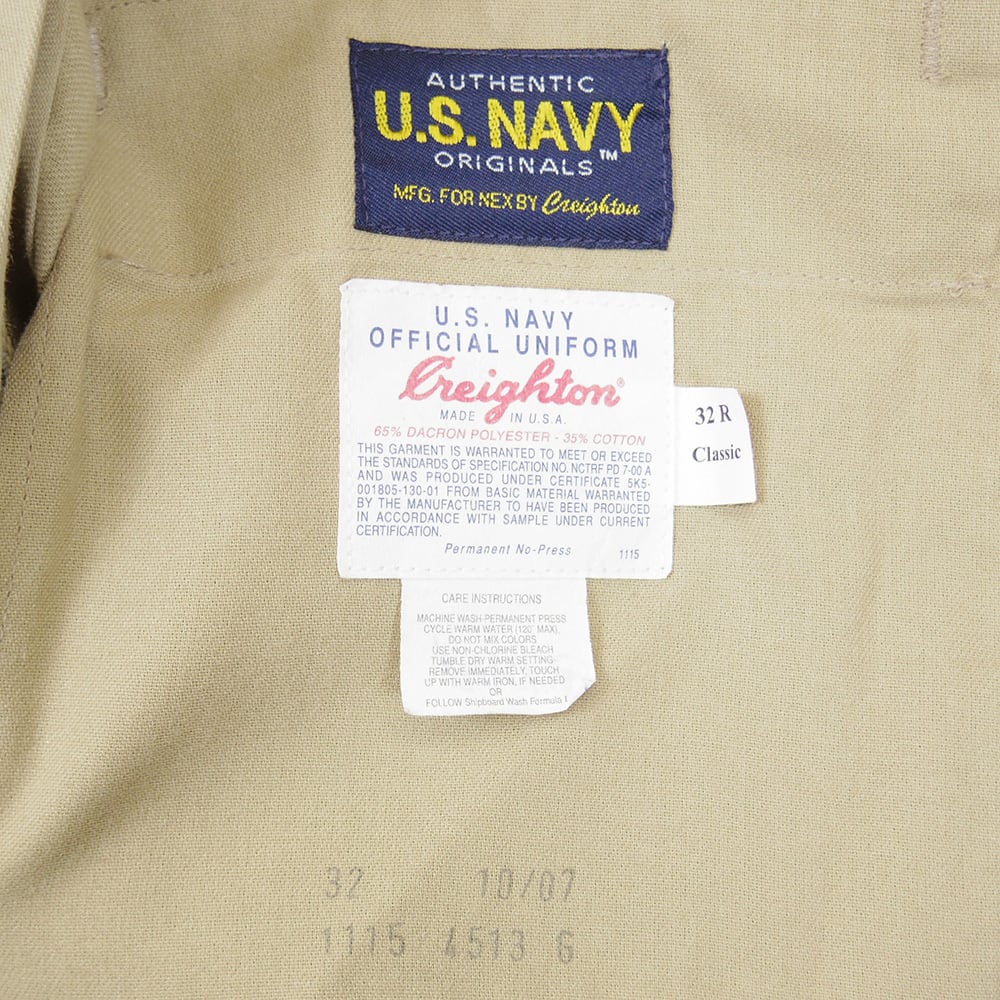 AUTHENTIC
U.S. NAVY
ORIGINALS™
MFG. FOR NEX BY Creighton
U.S. NAVY
OFFICIAL UNIFORM
Creighton®
MADE IN U.S.A.
65% DACRON POLYESTER - 35% COTTON
THIS GARMENT IS WARRANTED TO MEET OR EXCEED
THE STANDARDS OF SPECIFICATION NO. NCTRF PD 7-00 A
AND WAS PRODUCED UNDER CERTIFICATE 5K5-
001805-130-01 FROM BASIC MATERIAL WARRANTED
BY THE MANUFACTURER TO HAVE BEEN PRODUCED
IN ACCORDANCE WITH SAMPLE UNDER CURRENT
CERTIFICATION.
Permanent No-Press 1115
32 R
Classic
CARE INSTRUCTIONS
MACHINE WASH-PERMANENT PRESS
CYCLE WARM WATER (120° MAX),
DO NOT MIX COLORS
USE NON-CHLORINE BLEACH
TUMBLE DRY WARM SETTING-
REMOVE IMMEDIATELY, TOUCH
UP WITH WARM IRON, IF NEEDED
OR
FOLLOW Shipboard Wash Formula I
32 10/07
1115 4513 6